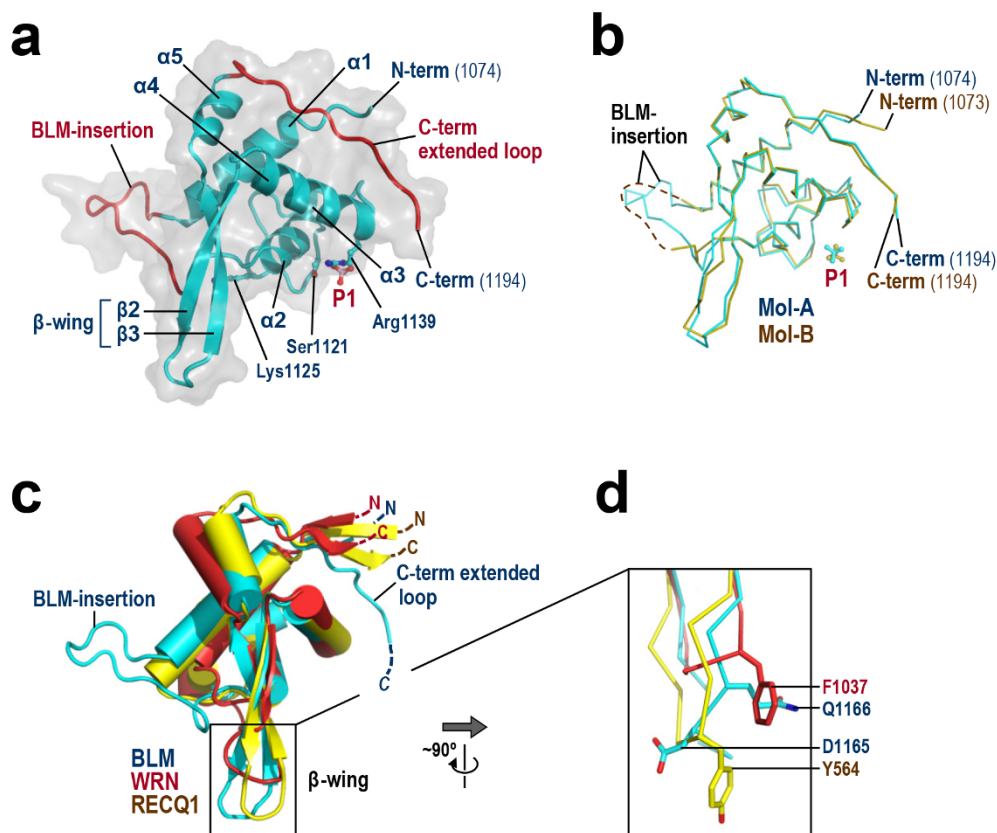 a
α5
α4
α1
N-term (1074)
BLM-insertion
C-term
extended loop
β-wing
β2
β3
α2
Lys1125
Ser1121
P1
Arg1139
α3
C-term (1194)
b
N-term (1074)
N-term (1073)
BLM-
insertion
P1
C-term (1194)
C-term (1194)
Mol-A
Mol-B
c
N
N
N
C
C
C-term extended
loop
BLM-insertion
C
BLM
WRN
RECQ1
β-wing
~90º
d
F1037
Q1166
D1165
Y564